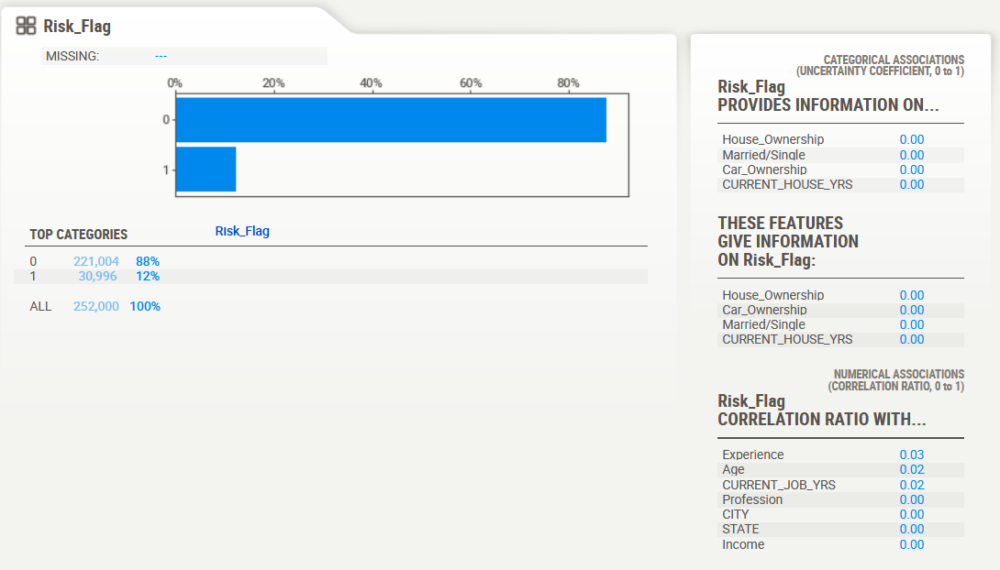 Risk_Flag
MISSING: ---
0% 20% 40% 60% 80%
0
1
TOP CATEGORIES Risk_Flag
0 221,004 88%
1 30,996 12%
ALL 252,000 100%
CATEGORICAL ASSOCIATIONS
(UNCERTAINTY COEFFICIENT, 0 to 1)
Risk_Flag
PROVIDES INFORMATION ON...
House_Ownership 0.00
Married/Single 0.00
Car_Ownership 0.00
CURRENT_HOUSE_YRS 0.00
THESE FEATURES
GIVE INFORMATION
ON Risk_Flag:
House_Ownership 0.00
Car_Ownership 0.00
Married/Single 0.00
CURRENT_HOUSE_YRS 0.00
NUMERICAL ASSOCIATIONS
(CORRELATION RATIO, 0 to 1)
Risk_Flag
CORRELATION RATIO WITH...
Experience 0.03
Age 0.02
CURRENT_JOB_YRS 0.02
Profession 0.00
CITY 0.00
STATE 0.00
Income 0.00